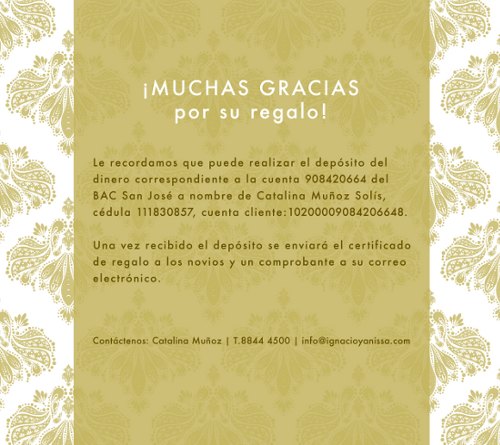 ¡MUCHAS GRACIAS
por su regalo!
Le recordamos que puede realizar el depósito del
dinero correspondiente a la cuenta 908420664 del
BAC San José a nombre de Catalina Muñoz Solís,
cédula 111830857, cuenta cliente:10200009084206648.
Una vez recibido el depósito se enviará el certificado
de regalo a los novios y un comprobante a su correo
electrónico.
Contáctenos: Catalina Muñoz | T.8844 4500 | info@ignacioyanissa.com